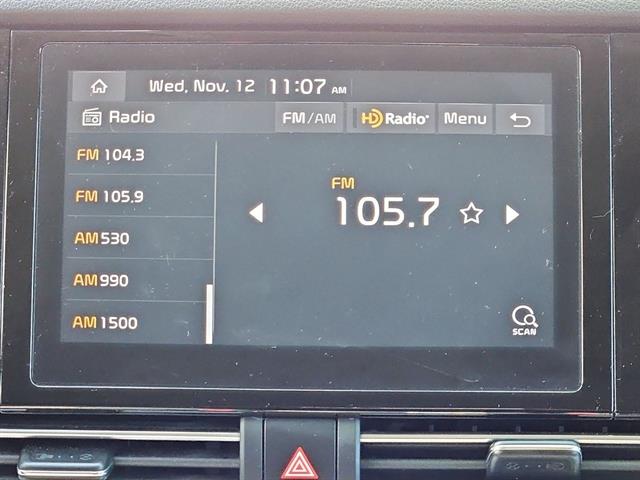 Wed, Nov. 12 11:07 AM
Radio FM/AM HD Radio Menu
FM 104.3
FM 105.9
AM 530
AM 990
AM 1500
FM
105.7
SCAN